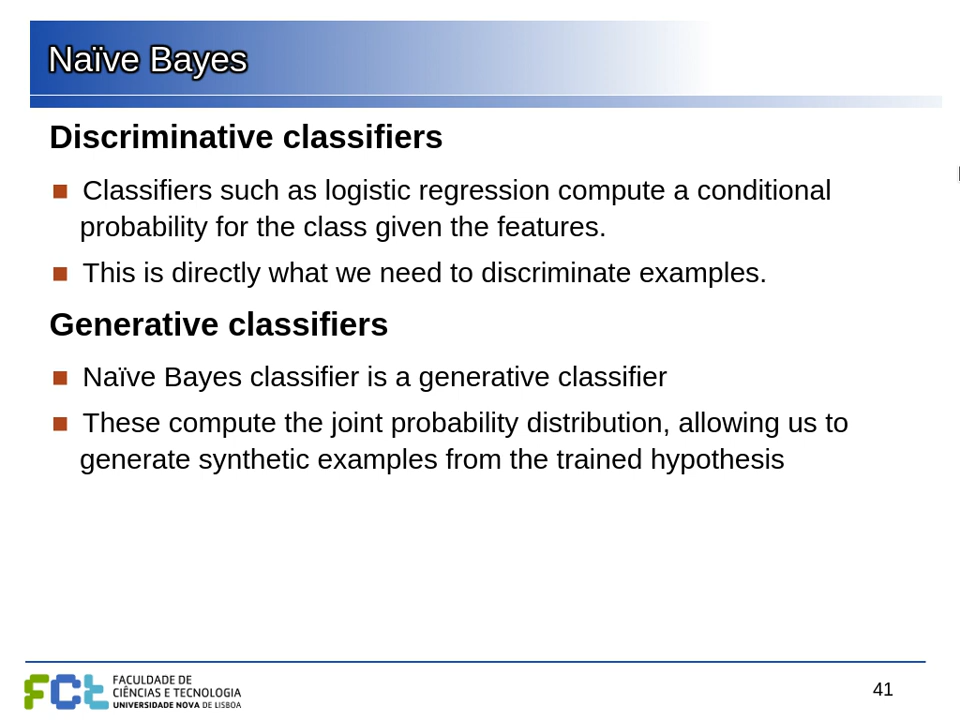 Naïve Bayes
Discriminative classifiers
■ Classifiers such as logistic regression compute a conditional
probability for the class given the features.
■ This is directly what we need to discriminate examples.
Generative classifiers
■ Naïve Bayes classifier is a generative classifier
■ These compute the joint probability distribution, allowing us to
generate synthetic examples from the trained hypothesis
FCt
FACULDADE DE
CIÊNCIAS E TECNOLOGIA
UNIVERSIDADE NOVA DE LISBOA
41